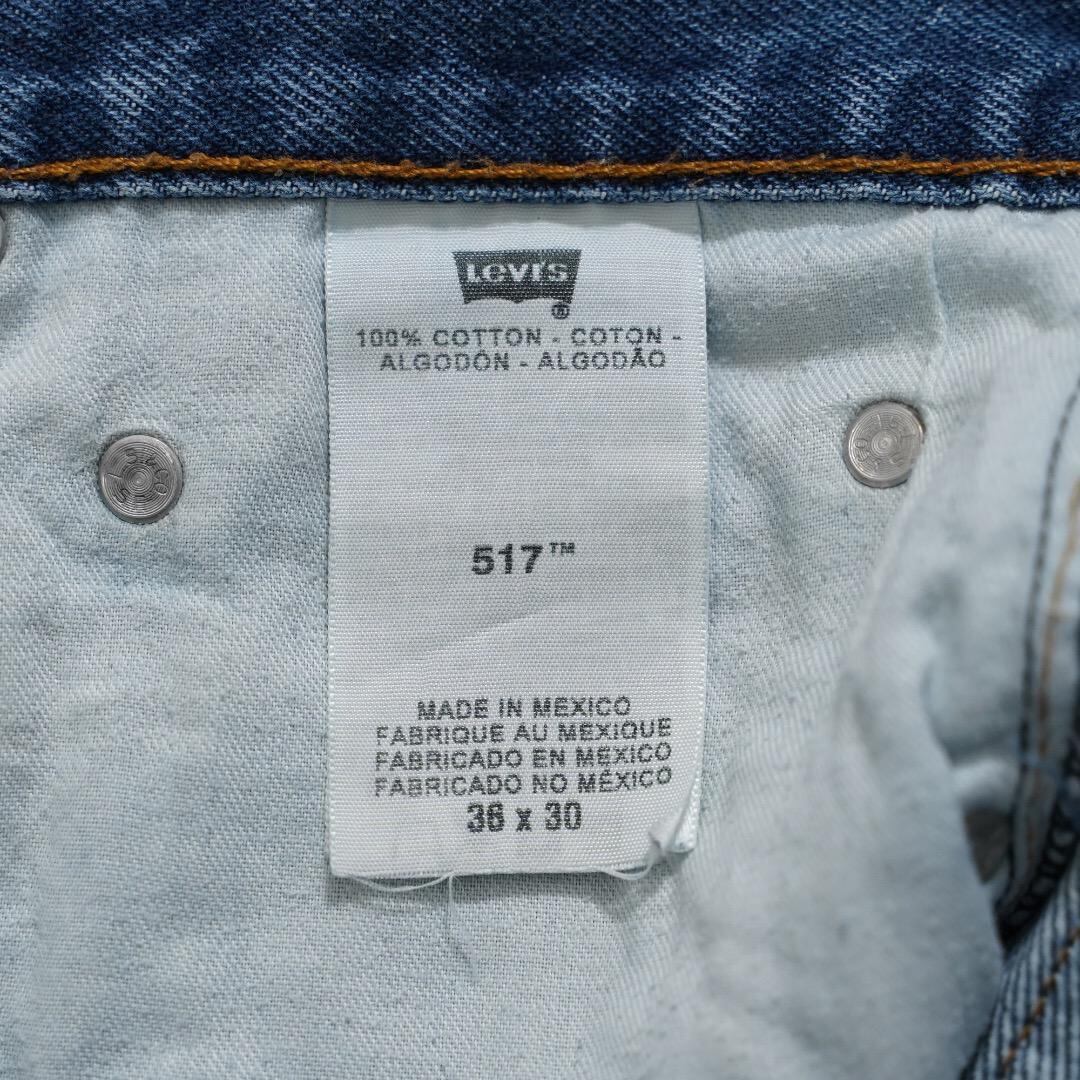 LEVI'S
®
100% COTTON - COTON -
ALGODÓN - ALGODÃO
517™
MADE IN MEXICO
FABRIQUE AU MEXIQUE
FABRICADO EN MEXICO
FABRICADO NO MÉXICO
36 x 30